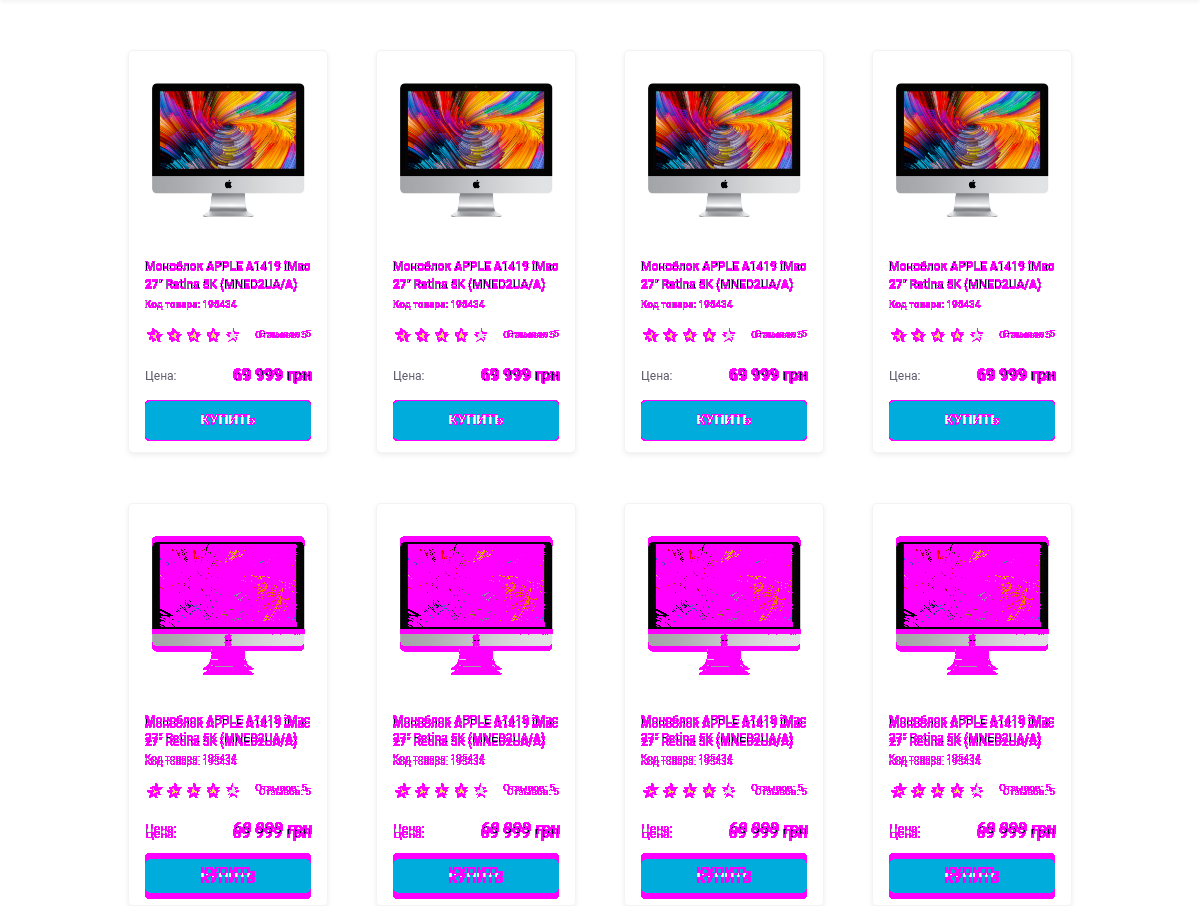 Моноблок APPLE A1419 iMac
27" Retina 5K (MNED2UA/A)
Код товара: 195434
Отзывов: 5
Цена:
69 999 грн
КУПИТЬ
Моноблок APPLE A1419 iMac
27" Retina 5K (MNED2UA/A)
Код товара: 195434
Отзывов: 5
Цена:
69 999 грн
КУПИТЬ
Моноблок APPLE A1419 iMac
27" Retina 5K (MNED2UA/A)
Код товара: 195434
Отзывов: 5
Цена:
69 999 грн
КУПИТЬ
Моноблок APPLE A1419 iMac
27" Retina 5K (MNED2UA/A)
Код товара: 195434
Отзывов: 5
Цена:
69 999 грн
КУПИТЬ
Моноблок APPLE A1419 iMac
27" Retina 5K (MNED2UA/A)
Код товара: 195434
Отзывов: 5
Цена:
69 999 грн
КУПИТЬ
Моноблок APPLE A1419 iMac
27" Retina 5K (MNED2UA/A)
Код товара: 195434
Отзывов: 5
Цена:
69 999 грн
КУПИТЬ
Моноблок APPLE A1419 iMac
27" Retina 5K (MNED2UA/A)
Код товара: 195434
Отзывов: 5
Цена:
69 999 грн
КУПИТЬ
Моноблок APPLE A1419 iMac
27" Retina 5K (MNED2UA/A)
Код товара: 195434
Отзывов: 5
Цена:
69 999 грн
КУПИТЬ